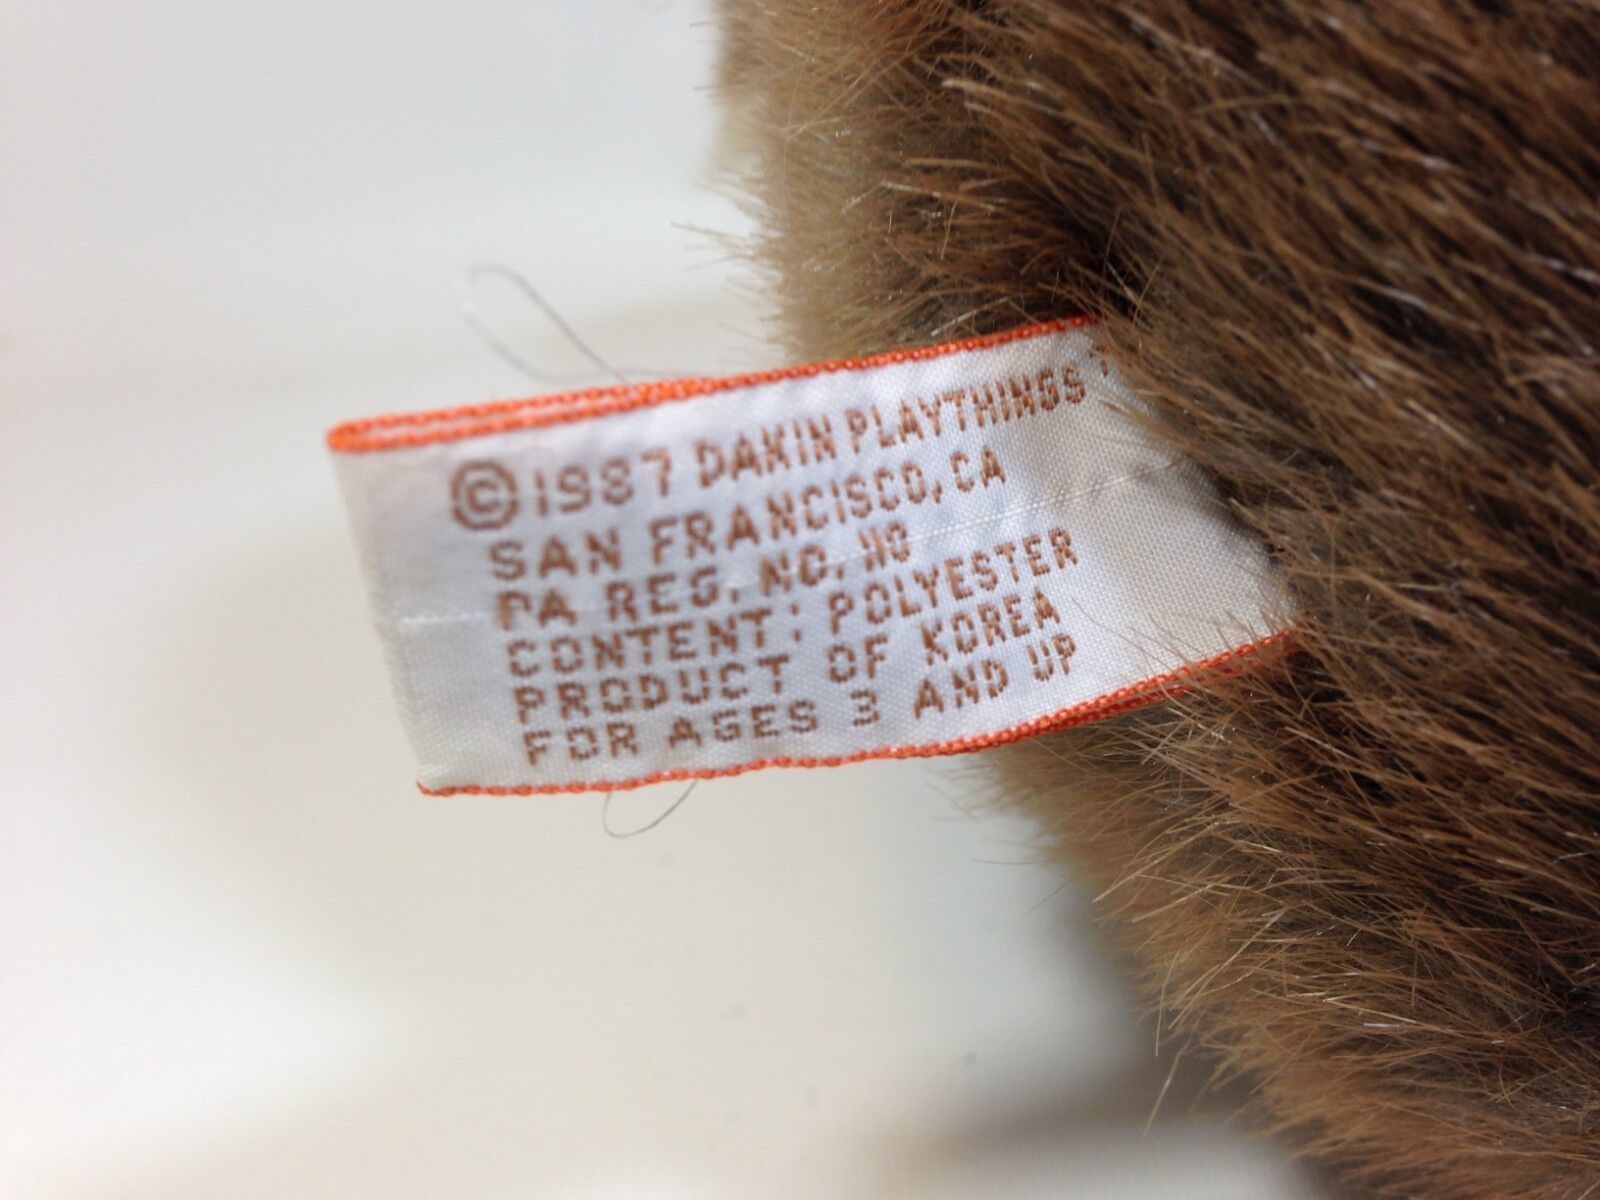 ©1987 DAKIN PLAYTHINGS
SAN FRANCISCO, CA
PA REG. NO. 110
CONTENT: POLYESTER
PRODUCT OF KOREA
FOR AGES 3 AND UP